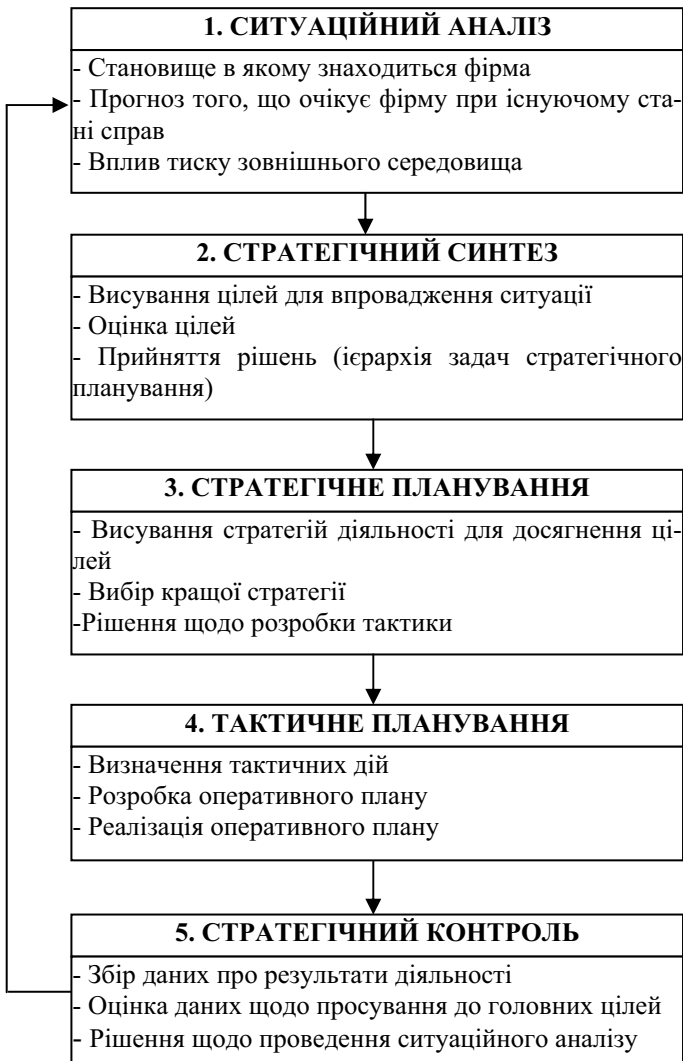 1. СИТУАЦІЙНИЙ АНАЛІЗ
- Становище в якому знаходиться фірма
- Прогноз того, що очікує фірму при існуючому ста-
ні справ
- Вплив тиску зовнішнього середовища
2. СТРАТЕГІЧНИЙ СИНТЕЗ
- Висування цілей для впровадження ситуації
- Оцінка цілей
- Прийняття рішень (ієрархія задач стратегічного
планування)
3. СТРАТЕГІЧНЕ ПЛАНУВАННЯ
- Висування стратегій діяльності для досягнення ці-
лей
- Вибір кращої стратегії
-Рішення щодо розробки тактики
4. ТАКТИЧНЕ ПЛАНУВАННЯ
- Визначення тактичних дій
- Розробка оперативного плану
- Реалізація оперативного плану
5. СТРАТЕГІЧНИЙ КОНТРОЛЬ
- Збір даних про результати діяльності
- Оцінка даних щодо просування до головних цілей
- Рішення щодо проведення ситуаційного аналізу